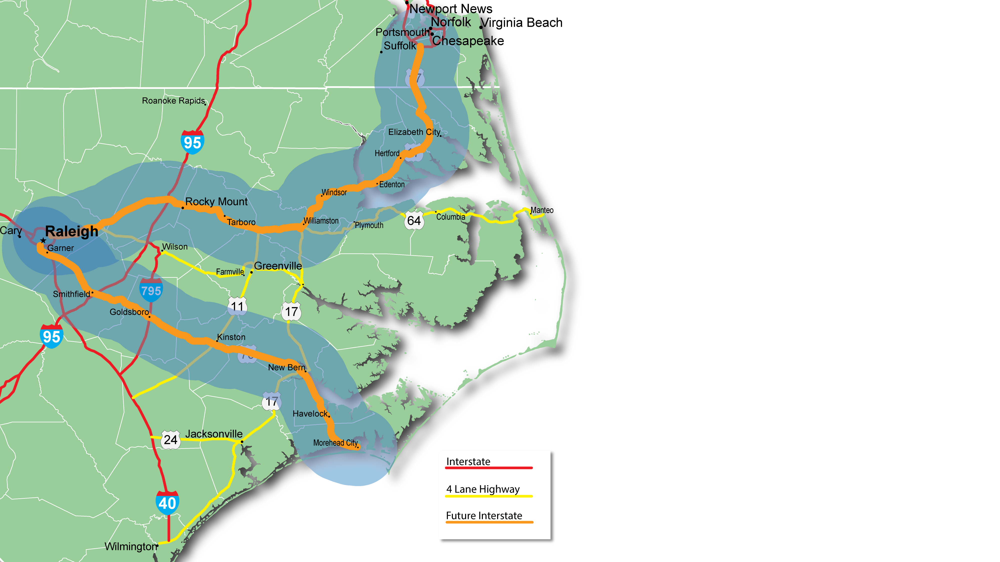 Newport News
Norfolk
Virginia Beach
Portsmouth
Chesapeake
Suffolk
17
Roanoke Rapids
Elizabeth City
95
Hertford
Edenton
Windsor
Rocky Mount
Manteo
Columbia
64
Tarboro
Williamston
Plymouth
Cary
Raleigh
Garner
Wilson
Greenville
Farmville
795
Smithfield
11
17
Goldsboro
95
Kinston
New Bern
17
Havelock
24
Jacksonville
Morehead City
Interstate
4 Lane Highway
40
Future Interstate
Wilmington